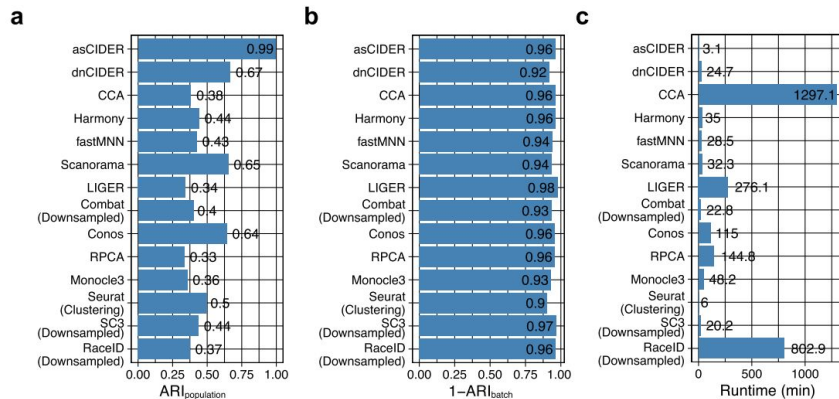 a
asCIDER 0.99
dnCIDER 0.67
CCA 0.38
Harmony 0.44
fastMNN 0.43
Scanorama 0.65
LIGER 0.34
Combat
(Downsampled) 0.4
Conos 0.64
RPCA 0.33
Monocle3 0.36
Seurat
(Clustering) 0.5
SC3
(Downsampled) 0.44
RaceID
(Downsampled) 0.37
0.00 0.25 0.50 0.75 1.00
ARIpopulation
b
asCIDER 0.96
dnCIDER 0.92
CCA 0.96
Harmony 0.96
fastMNN 0.94
Scanorama 0.94
LIGER 0.98
Combat
(Downsampled) 0.93
Conos 0.96
RPCA 0.96
Monocle3 0.93
Seurat
(Clustering) 0.9
SC3
(Downsampled) 0.97
RaceID
(Downsampled) 0.96
0.00 0.25 0.50 0.75 1.00
1−ARIbatch
c
asCIDER 3.1
dnCIDER 24.7
CCA 1297.1
Harmony 35
fastMNN 28.5
Scanorama 32.3
LIGER 276.1
Combat
(Downsampled) 22.8
Conos 115
RPCA 144.8
Monocle3 48.2
Seurat
(Clustering) 6
SC3
(Downsampled) 20.2
RaceID
(Downsampled) 802.9
0 500 1000
Runtime (min)